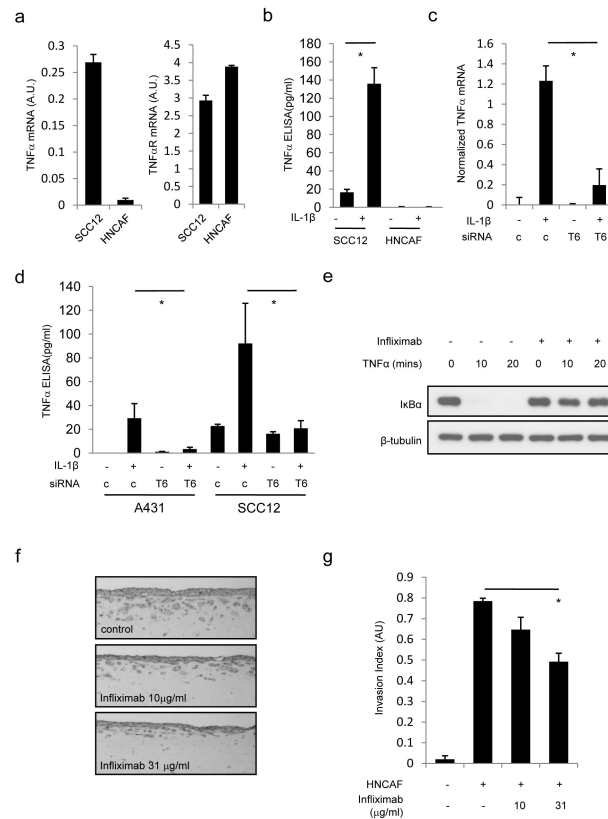 a
TNFα mRNA (A.U.)
0.3
0.25
0.2
0.15
0.1
0.05
0
SCC12
HNCAF
TNFαR mRNA (A.U.)
4.5
4
3.5
3
2.5
2
1.5
1
0.5
0
SCC12
HNCAF
b
TNFα ELISA(pg/ml)
180
160
140
120
100
80
60
40
20
0
*
IL-1β - + - +
SCC12 HNCAF
c
Normalized TNFα mRNA
1.6
1.4
1.2
1.0
0.8
0.6
0.4
0.2
0
*
IL-1β - + - +
siRNA c c T6 T6
d
TNFα ELISA(pg/ml)
140
120
100
80
60
40
20
0
* *
IL-1β - + - + - + - +
siRNA c c T6 T6 c c T6 T6
A431 SCC12
e
Infliximab - - - + + +
TNFα (mins) 0 10 20 0 10 20
IκBα
β-tubulin
f
control
Infliximab 10μg/ml
Infliximab 31 μg/ml
g
Invasion Index (AU)
0.9
0.8
0.7
0.6
0.5
0.4
0.3
0.2
0.1
0
*
HNCAF - + + +
Infliximab - - 10 31
(μg/ml)